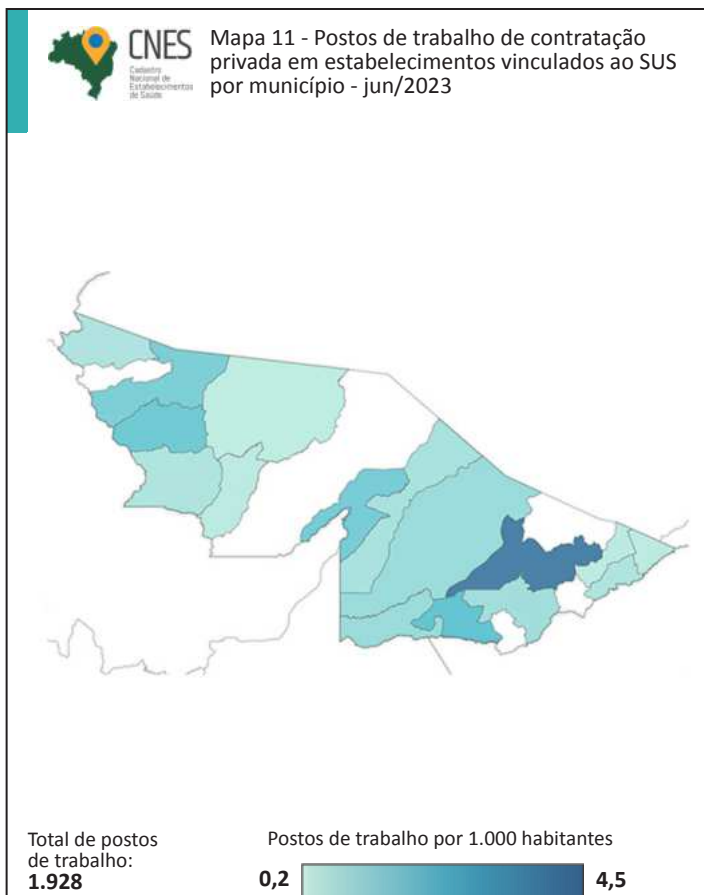 CNES
Cadastro
Nacional de
Estabelecimentos
de Saúde
Mapa 11 - Postos de trabalho de contratação
privada em estabelecimentos vinculados ao SUS
por município - jun/2023
Total de postos
de trabalho:
1.928
Postos de trabalho por 1.000 habitantes
0,2
4,5